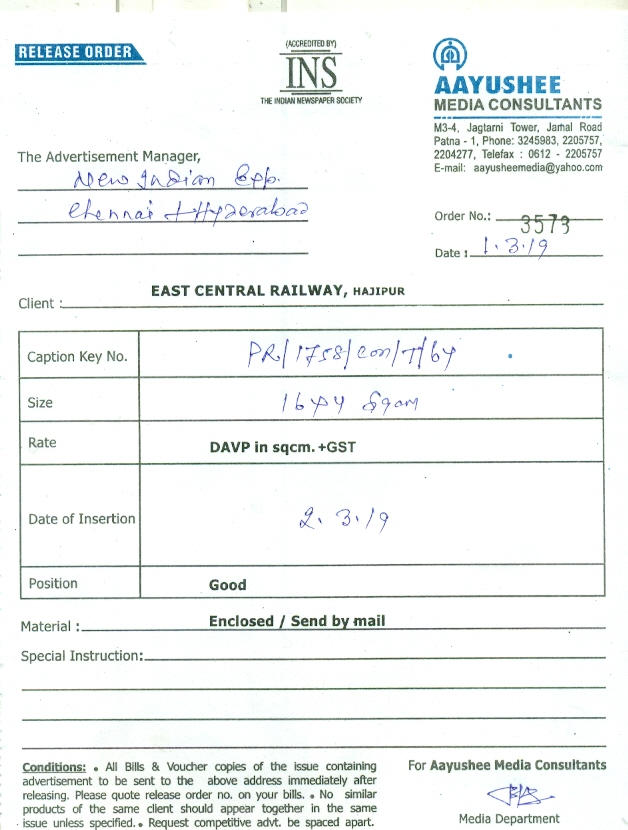 RELEASE ORDER
(ACCREDITED BY)
INS
THE INDIAN NEWSPAPER SOCIETY
AAYUSHEE
MEDIA CONSULTANTS
M3-4, Jagtarni Tower, Jamal Road
Patna - 1, Phone: 3245983, 2205757,
2204277, Telefax : 0612 - 2205757
E-mail: aayusheemedia@yahoo.com
The Advertisement Manager,
New Indian Exp.
Chennai + Hyderabad
Order No.: 3573
Date : 1.3.19
Client : EAST CENTRAL RAILWAY, HAJIPUR
Caption Key No. PR/1758/con/T/64
Size 16x4 Sqcm
Rate DAVP in sqcm. +GST
Date of Insertion 2.3.19
Position Good
Material : Enclosed / Send by mail
Special Instruction:
Conditions: • All Bills & Voucher copies of the issue containing
advertisement to be sent to the above address immediately after
releasing. Please quote release order no. on your bills. • No similar
products of the same client should appear together in the same
issue unless specified. • Request competitive advt. be spaced apart.
For Aayushee Media Consultants
Media Department